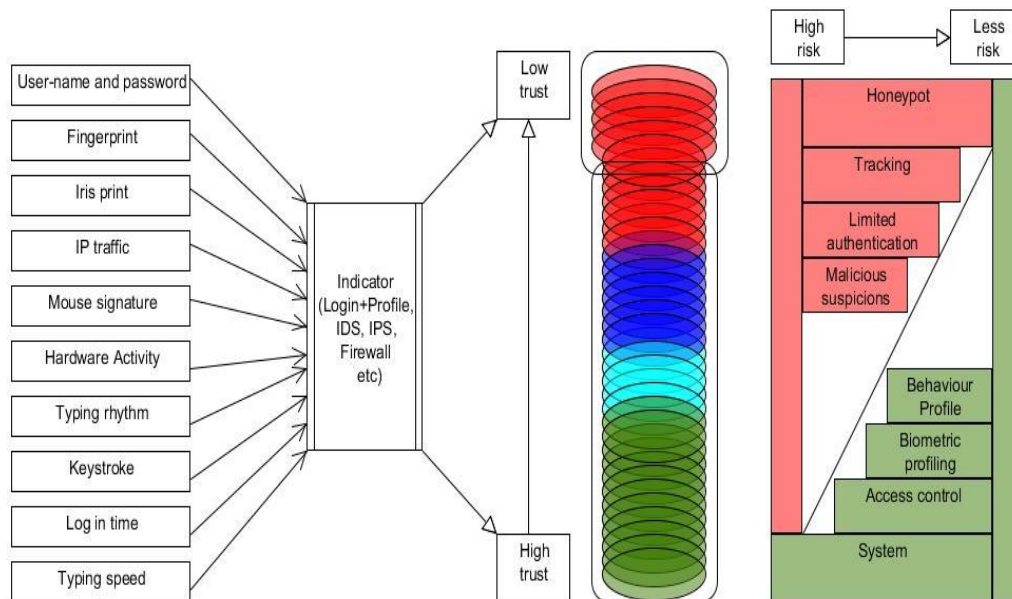 User-name and password
Fingerprint
Iris print
IP traffic
Mouse signature
Hardware Activity
Typing rhythm
Keystroke
Log in time
Typing speed
Indicator
(Login+Profile,
IDS, IPS,
Firewall
etc)
Low
trust
High
trust
High
risk
Less
risk
Honeypot
Tracking
Limited
authentication
Malicious
suspicions
Behaviour
Profile
Biometric
profiling
Access control
System